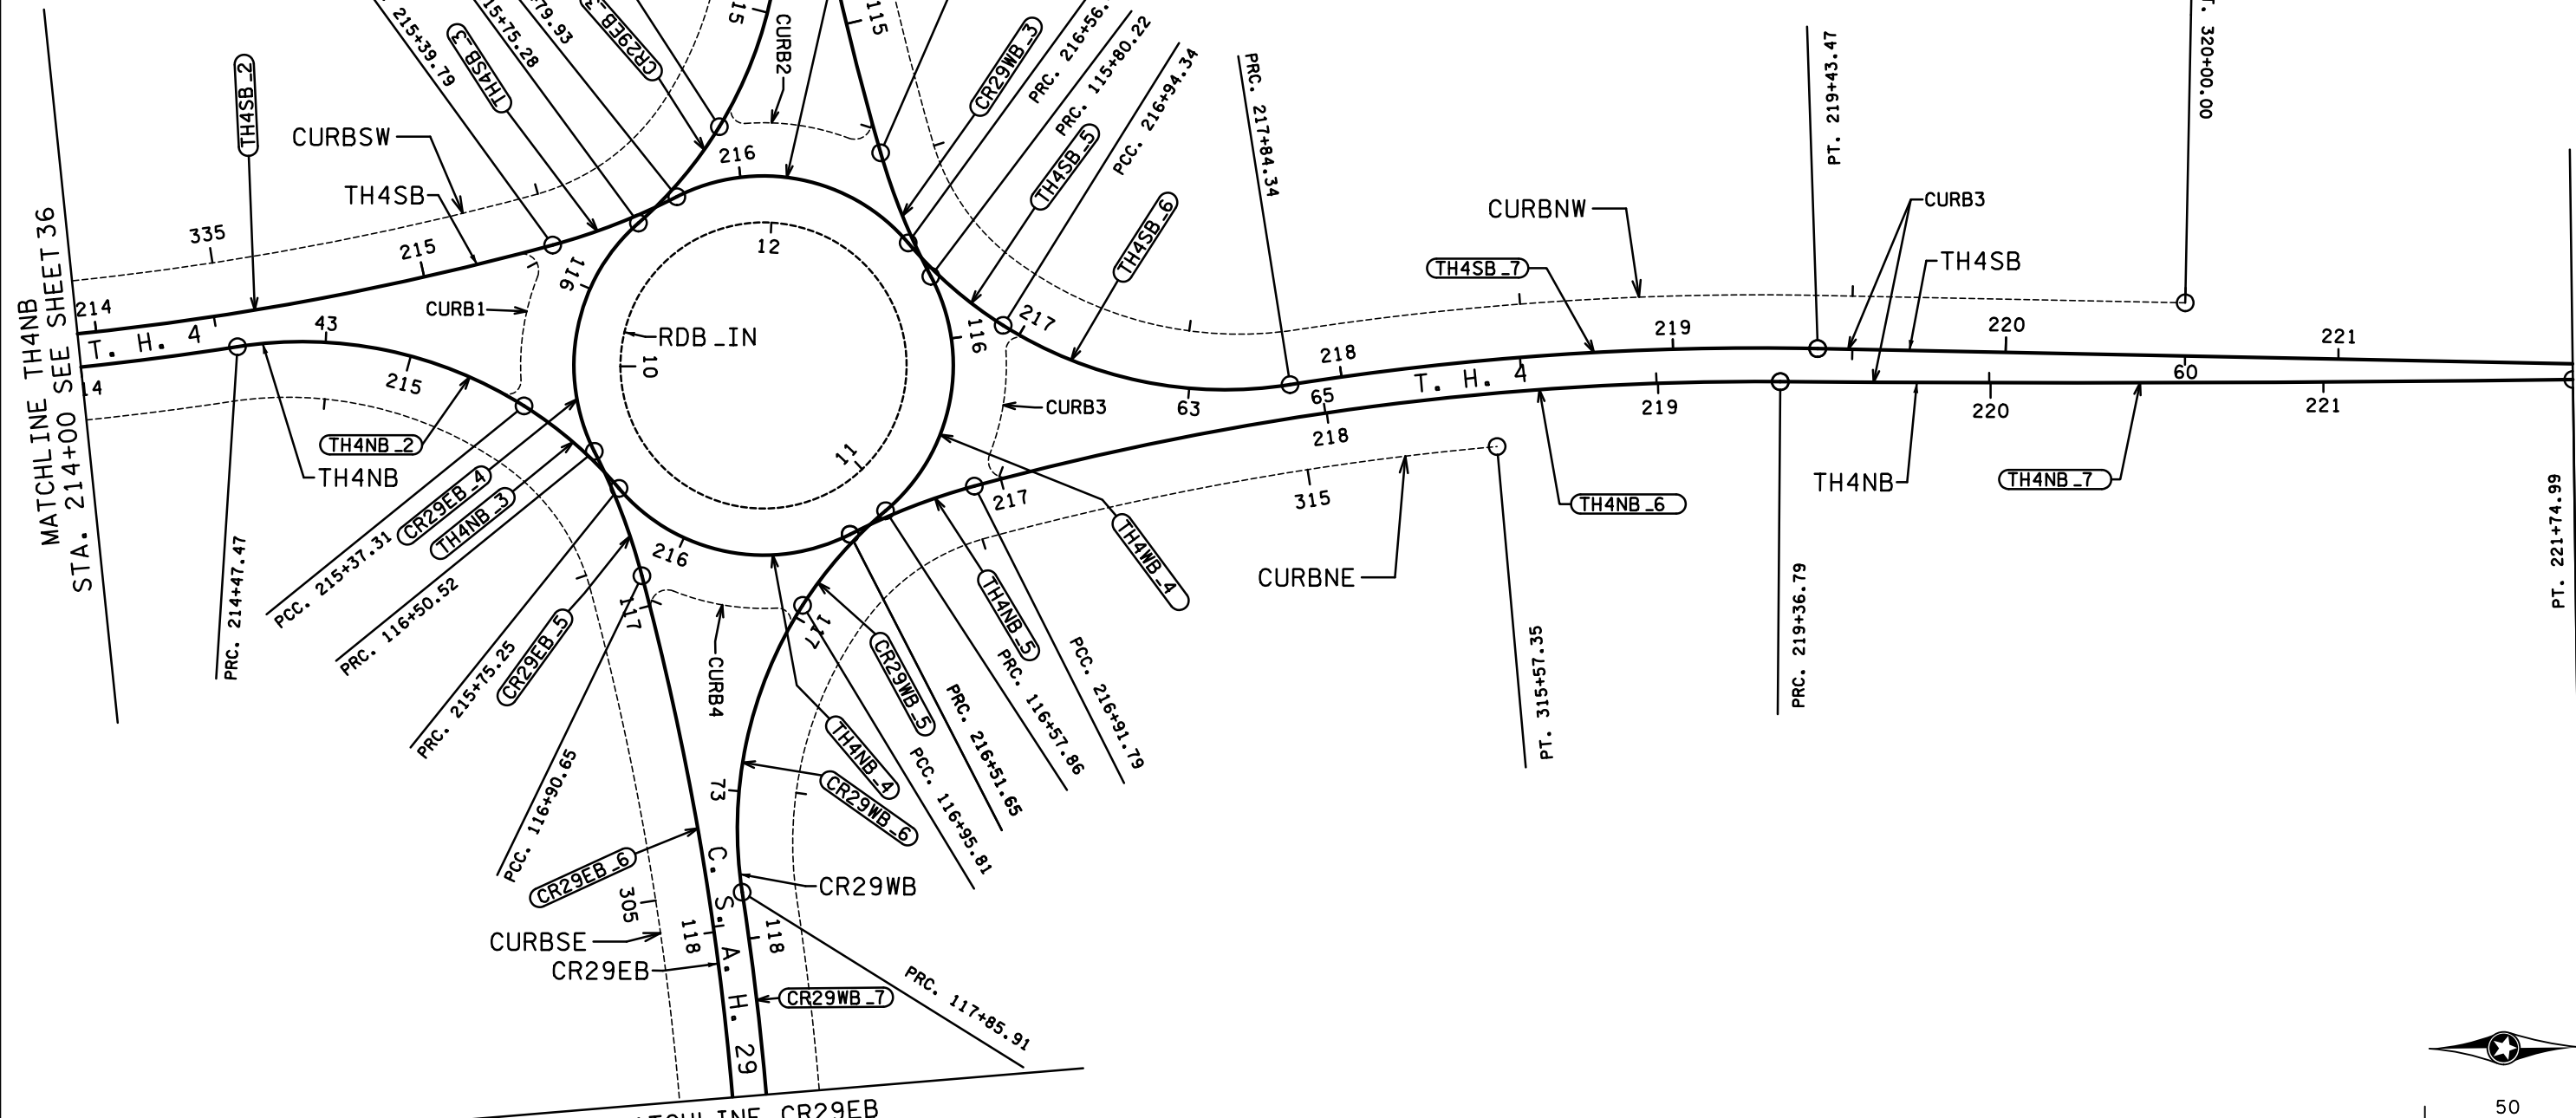 215+39.79
TH4SB_3
15+75.28
79.93
CR29EB_3
15
CURB2
115
CR29WB_3
PRC. 216+56.
PRC. 115+80.22
TH4SB_5
PCC. 216+94.34
TH4SB_6
PRC. 217+84.34
PT. 219+43.47
T. 320+00.00
TH4SB_2
CURBSW
TH4SB
335
215
216
12
116
CURB1
RDB_IN
10
11
116
217
CURB3
CURBNW
CURB3
TH4SB
TH4SB_7
219
220
221
218
T. H. 4
65
63
218
219
220
60
221
MATCHLINE TH4NB
STA. 214+00 SEE SHEET 36
214
T. H. 4
43
14
215
TH4NB_2
TH4NB
CR29EB_4
TH4NB_3
PCC. 215+37.31
PRC. 116+50.52
PRC. 214+47.47
PRC. 215+75.25
CR29EB_5
216
117
PCC. 116+90.65
CURB4
117
217
315
TH4WB_4
TH4NB_5
CR29WB_5
PCC. 216+91.79
PRC. 116+57.86
PRC. 216+51.65
PCC. 116+95.81
TH4NB_4
CR29WB_6
73
CURBNE
PT. 315+57.35
TH4NB_6
TH4NB
TH4NB_7
PRC. 219+36.79
PT. 221+74.99
CR29EB_6
C. S. A. H. 29
CR29WB
305
118
118
CURBSE
CR29EB
CR29WB_7
PRC. 117+85.91
MATCHLINE CR29EB
50